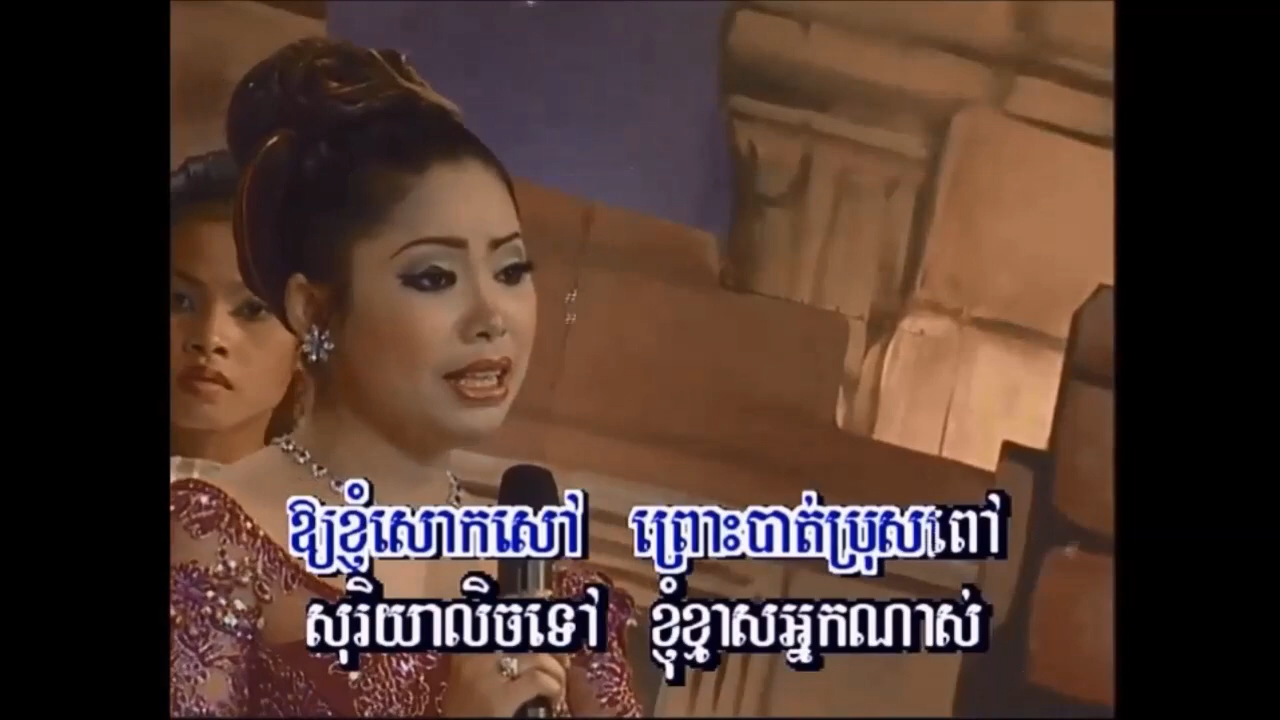 ឱ្យខ្ញុំសោកសៅ ព្រោះបាត់ប្រុសពៅ
សុរិយាលិចទៅ ខ្ញុំខ្មាសអ្នកណាស់